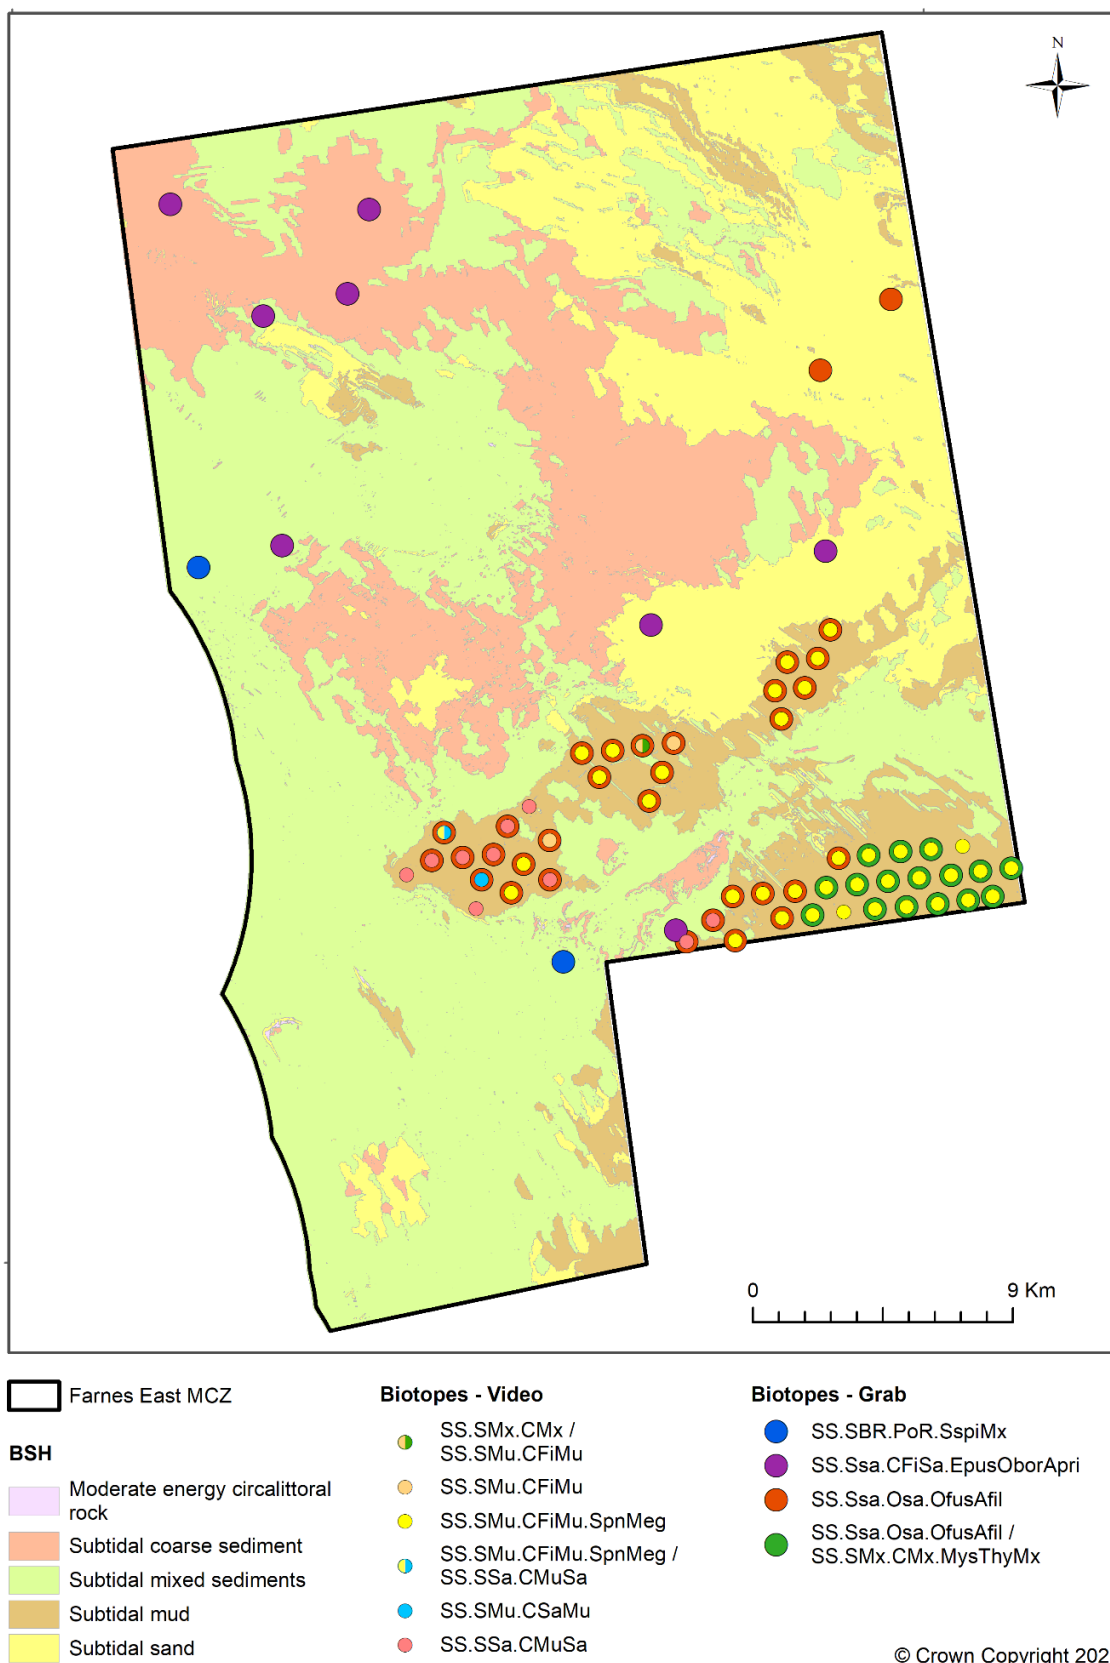 N
0 9 Km
Farnes East MCZ
BSH
Moderate energy circalittoral
rock
Subtidal coarse sediment
Subtidal mixed sediments
Subtidal mud
Subtidal sand
Biotopes - Video
SS.SMx.CMx /
SS.SMu.CFiMu
SS.SMu.CFiMu
SS.SMu.CFiMu.SpnMeg
SS.SMu.CFiMu.SpnMeg /
SS.SSa.CMuSa
SS.SMu.CSaMu
SS.SSa.CMuSa
Biotopes - Grab
SS.SBR.PoR.SspiMx
SS.Ssa.CFiSa.EpusOborApri
SS.Ssa.Osa.OfusAfil
SS.Ssa.Osa.OfusAfil /
SS.SMx.CMx.MysThyMx
© Crown Copyright 202